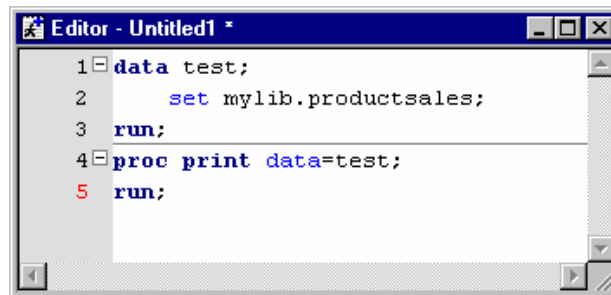 Editor - Untitled1 *
1 data test;
2 set mylib.productsales;
3 run;
4 proc print data=test;
5 run;